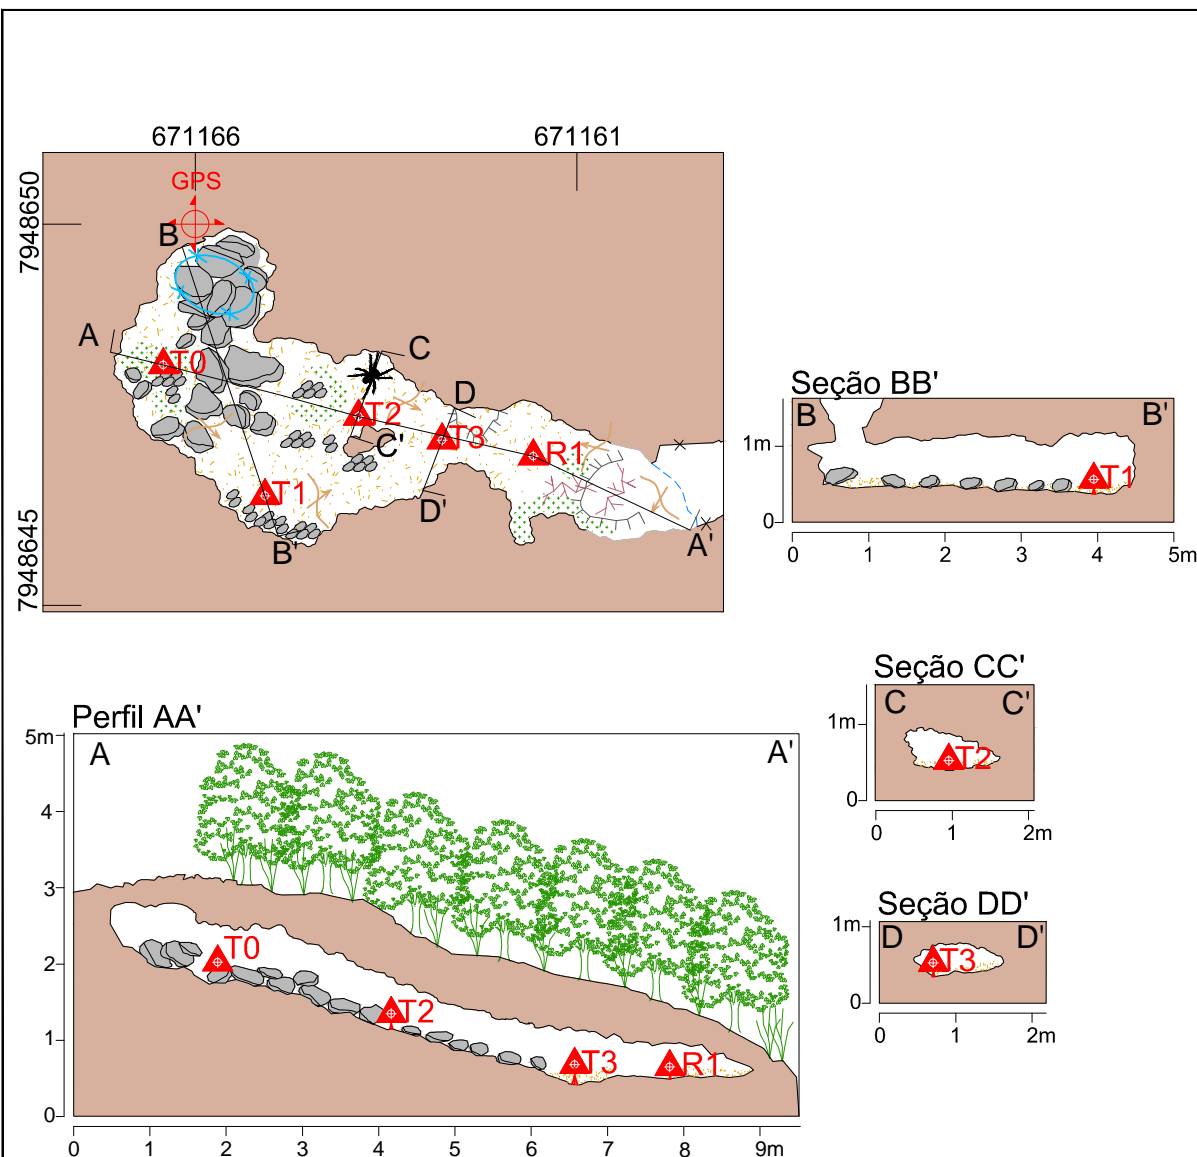 671166 671161
GPS
7948650
7948645
B
A
T0
C
D
T2
C'
T3
R1
T1
D'
B'
A'
Seção BB'
B B'
1m
T1
0
0 1 2 3 4 5m
Seção CC'
C C'
1m
T2
0
0 1 2m
Perfil AA'
5m
A A'
4
3
T0
2
T2
1
T3 R1
0
0 1 2 3 4 5 6 7 8 9m
Seção DD'
1m
D D'
T3
0
0 1 2m